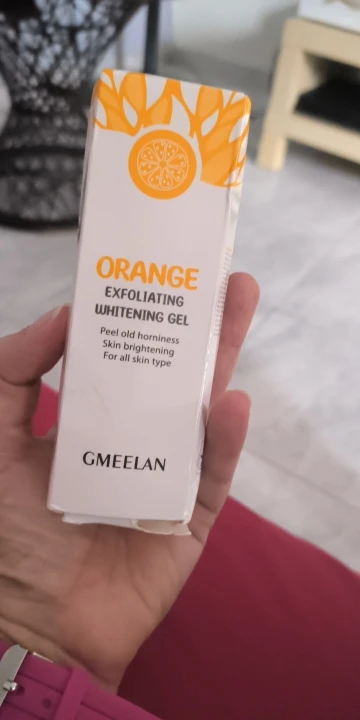 ORANGE
EXFOLIATING
WHITENING GEL
Peel old horniness
Skin brightening
For all skin type
GMEELAN